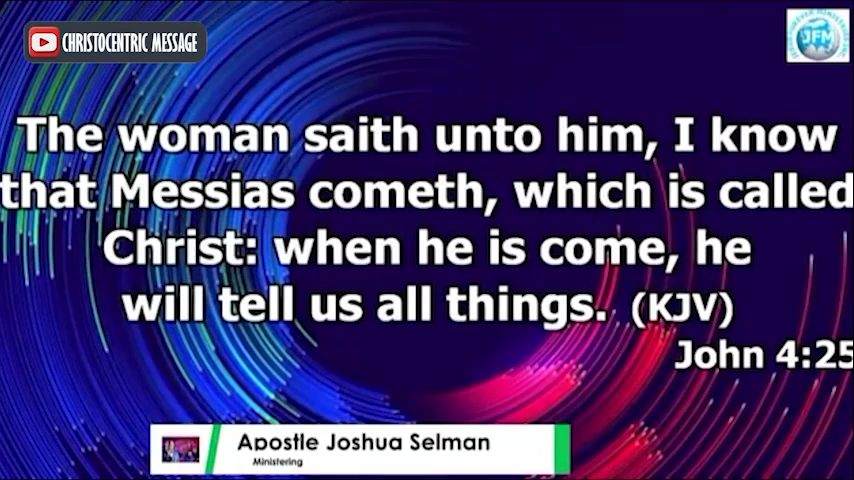 CHRISTOCENTRIC MESSAGE
JFM
The woman saith unto him, I know
that Messias cometh, which is called
Christ: when he is come, he
will tell us all things. (KJV)
John 4:25
Apostle Joshua Selman
Ministering